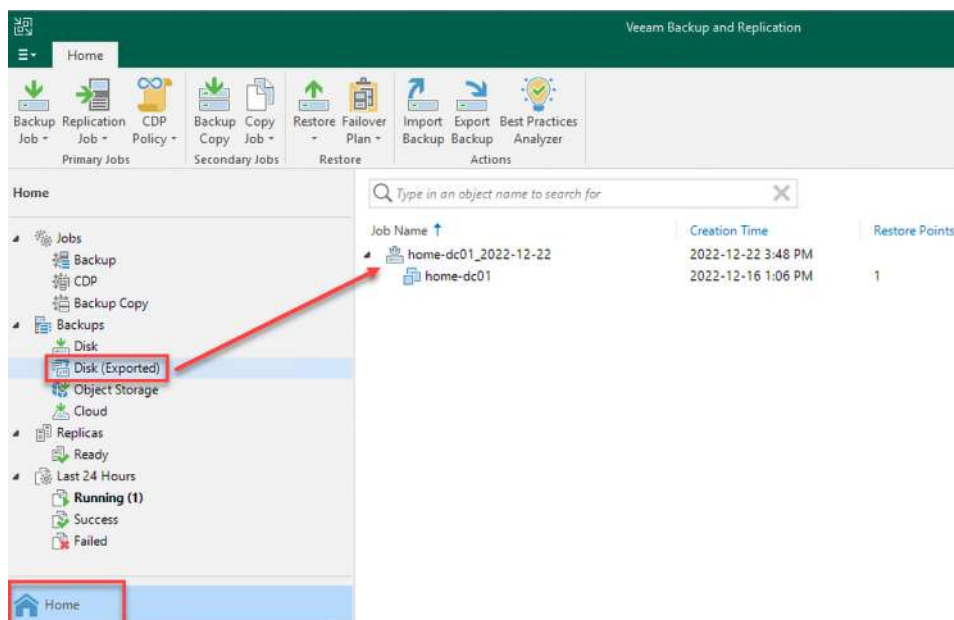 Veeam Backup and Replication
Home
Backup Job
Replication Job
CDP Policy
Primary Jobs
Backup Copy
Copy Job
Secondary Jobs
Restore
Failover Plan
Restore
Import Backup
Export Backup
Best Practices Analyzer
Actions
Home
Type in an object name to search for
Jobs
Backup
CDP
Backup Copy
Backups
Disk
Disk (Exported)
Object Storage
Cloud
Replicas
Ready
Last 24 Hours
Running (1)
Success
Failed
Home
Job Name Creation Time Restore Points
home-dc01_2022-12-22 2022-12-22 3:48 PM
home-dc01 2022-12-16 1:06 PM 1